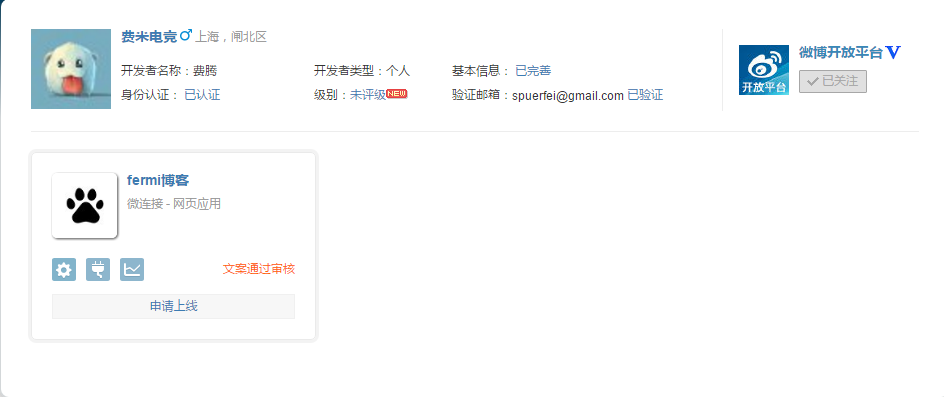 费米电竞 上海，闸北区
开发者名称：费腾 开发者类型：个人 基本信息： 已完善
身份认证： 已认证 级别：未评级 NEW 验证邮箱：spuerfei@gmail.com 已验证
微博开放平台 V
已关注
开放平台
fermi博客
微连接 - 网页应用
文案通过审核
申请上线